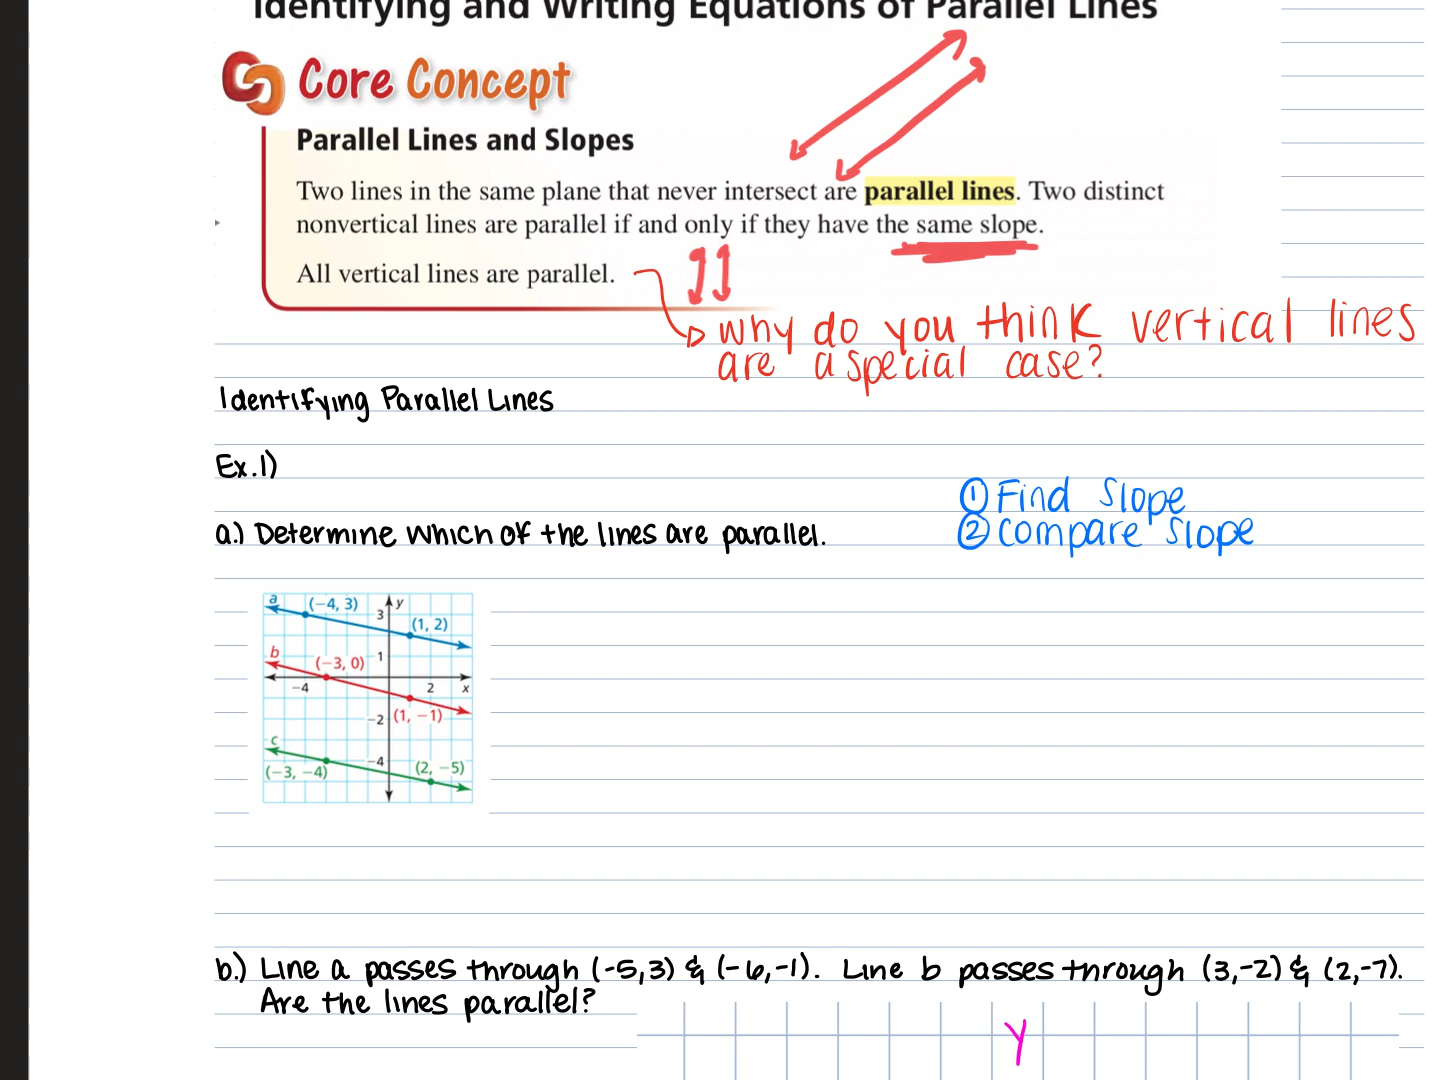 Identifying and Writing Equations of Parallel Lines
Core Concept
Parallel Lines and Slopes
Two lines in the same plane that never intersect are parallel lines. Two distinct
nonvertical lines are parallel if and only if they have the same slope.
All vertical lines are parallel.
why do you think vertical lines
are a special case?
Identifying Parallel Lines
Ex.1)
① Find Slope
② Compare Slope
a.) Determine which of the lines are parallel.
a (−4, 3) 3 y
(1, 2)
b (−3, 0) 1
−4 2 x
−2 (1, −1)
c
−4 (2, −5)
(−3, −4)
b.) Line a passes through (-5,3) & (-6,-1). Line b passes through (3,-2) & (2,-7).
Are the lines parallel?
y